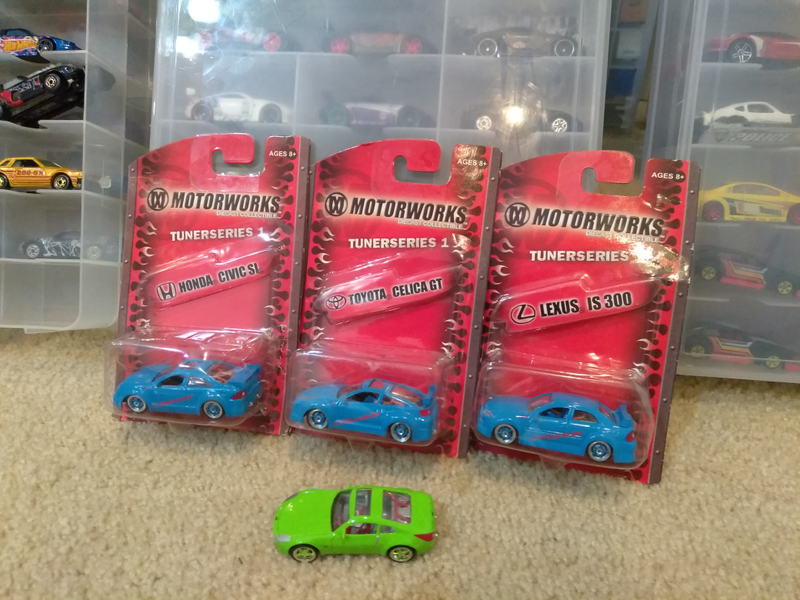 AGES 8+
MOTORWORKS
DIECAST COLLECTIBLE
TUNERSERIES 1
HONDA CIVIC SI
AGES 8+
MOTORWORKS
DIECAST COLLECTIBLE
TUNERSERIES 1
TOYOTA CELICA GT
AGES 8+
MOTORWORKS
DIECAST COLLECTIBLE
TUNERSERIES
LEXUS IS 300